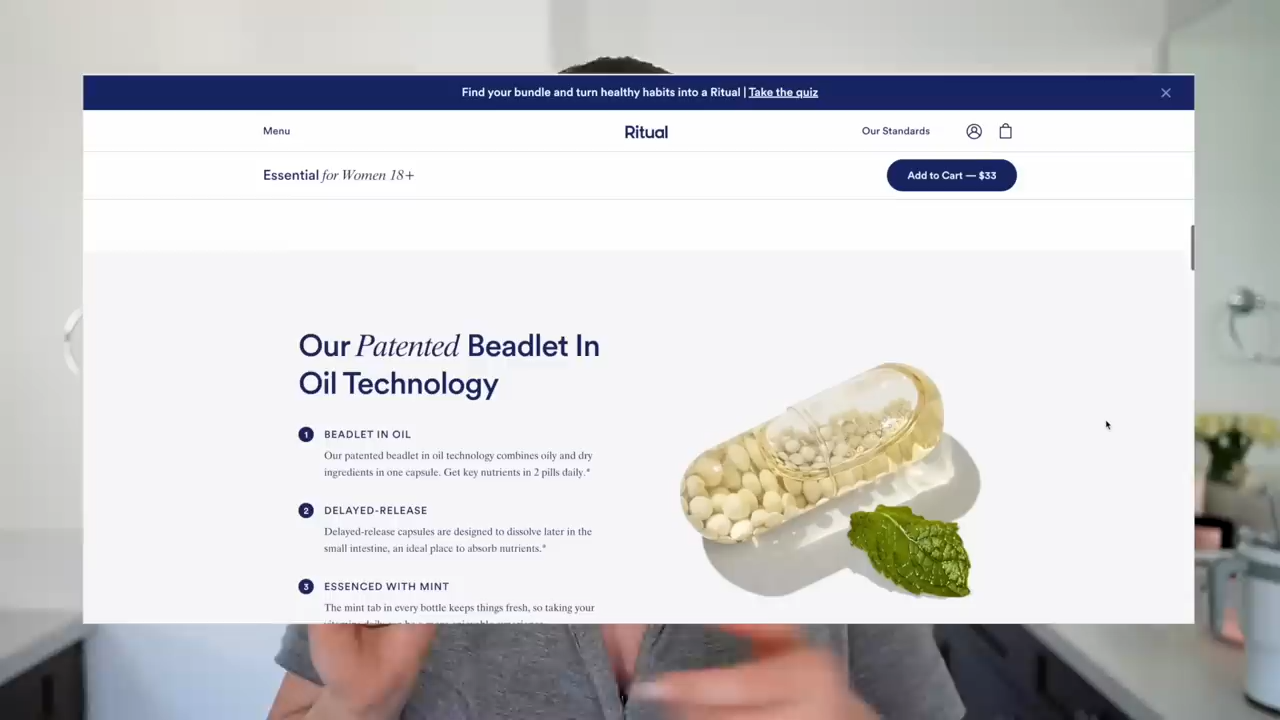 Find your bundle and turn healthy habits into a Ritual | Take the quiz
Menu
Ritual
Our Standards
Essential for Women 18+
Add to Cart — $33
Our Patented Beadlet In
Oil Technology
1 BEADLET IN OIL
Our patented beadlet in oil technology combines oily and dry
ingredients in one capsule. Get key nutrients in 2 pills daily.*
2 DELAYED-RELEASE
Delayed-release capsules are designed to dissolve later in the
small intestine, an ideal place to absorb nutrients.*
3 ESSENCED WITH MINT
The mint tab in every bottle keeps things fresh, so taking your